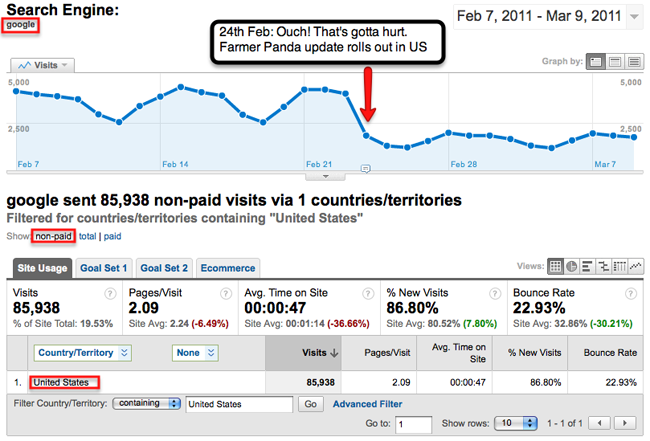 Search Engine:
google
Feb 7, 2011 - Mar 9, 2011
24th Feb: Ouch! That's gotta hurt.
Farmer Panda update rolls out in US
Visits
Graph by:
5,000
5,000
2,500
2,500
Feb 7
Feb 14
Feb 21
Feb 28
Mar 7
google sent 85,938 non-paid visits via 1 countries/territories
Filtered for countries/territories containing "United States"
Show: non-paid total | paid
Site Usage Goal Set 1 Goal Set 2 Ecommerce
Views:
Visits ?
85,938
% of Site Total: 19.53%
Pages/Visit ?
2.09
Site Avg: 2.24 (-6.49%)
Avg. Time on Site ?
00:00:47
Site Avg: 00:01:14 (-36.66%)
% New Visits ?
86.80%
Site Avg: 80.52% (7.80%)
Bounce Rate ?
22.93%
Site Avg: 32.86% (-30.21%)
Country/Territory None Visits Pages/Visit Avg. Time on
Site % New Visits Bounce Rate
1. United States 85,938 2.09 00:00:47 86.80% 22.93%
Filter Country/Territory: containing United States Go Advanced Filter
Go to: 1 Show rows: 10 1 - 1 of 1